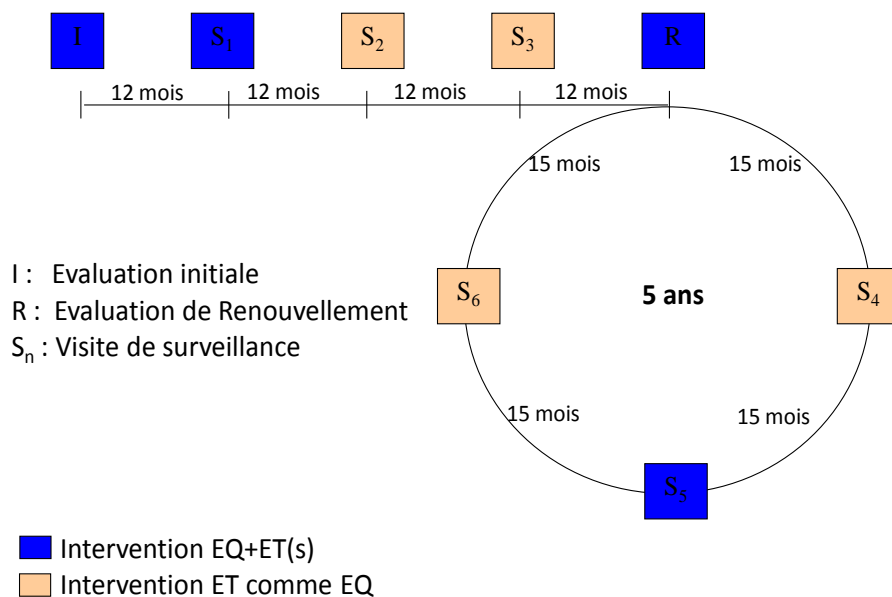 I S₁ S₂ S₃ R
12 mois 12 mois 12 mois 12 mois
15 mois 15 mois
I : Evaluation initiale
R : Evaluation de Renouvellement
Sₙ : Visite de surveillance
S₆ 5 ans S₄
15 mois 15 mois
S₅
Intervention EQ+ET(s)
Intervention ET comme EQ